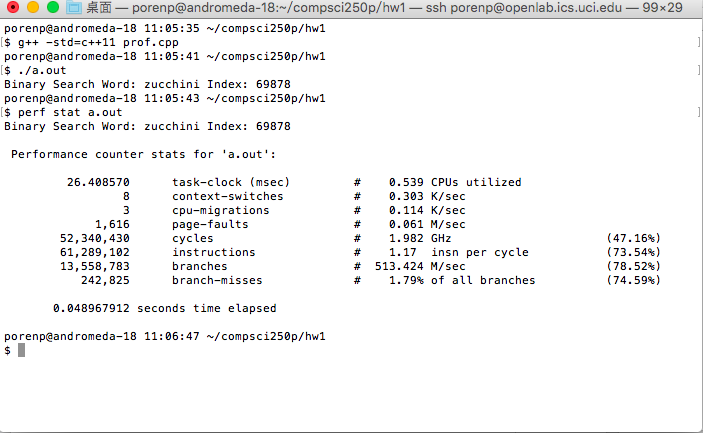 桌面 — porenp@andromeda-18:~/compsci250p/hw1 — ssh porenp@openlab.ics.uci.edu — 99×29
porenp@andromeda-18 11:05:35 ~/compsci250p/hw1
[$ g++ -std=c++11 prof.cpp ]
porenp@andromeda-18 11:05:41 ~/compsci250p/hw1
[$ ./a.out ]
Binary Search Word: zucchini Index: 69878
porenp@andromeda-18 11:05:43 ~/compsci250p/hw1
[$ perf stat a.out ]
Binary Search Word: zucchini Index: 69878
Performance counter stats for 'a.out':
26.408570 task-clock (msec) # 0.539 CPUs utilized
8 context-switches # 0.303 K/sec
3 cpu-migrations # 0.114 K/sec
1,616 page-faults # 0.061 M/sec
52,340,430 cycles # 1.982 GHz (47.16%)
61,289,102 instructions # 1.17 insn per cycle (73.54%)
13,558,783 branches # 513.424 M/sec (78.52%)
242,825 branch-misses # 1.79% of all branches (74.59%)
0.048967912 seconds time elapsed
porenp@andromeda-18 11:06:47 ~/compsci250p/hw1
$